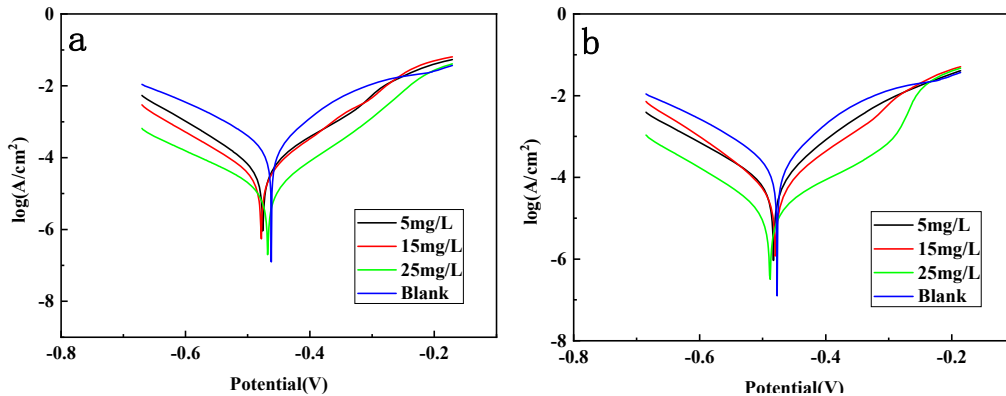 a
0
-2
-4
-6
-8
log(A/cm2)
5mg/L
15mg/L
25mg/L
Blank
-0.8
-0.6
-0.4
-0.2
Potential(V)
b
0
-2
-4
-6
-8
log(A/cm2)
5mg/L
15mg/L
25mg/L
Blank
-0.8
-0.6
-0.4
-0.2
Potential(V)